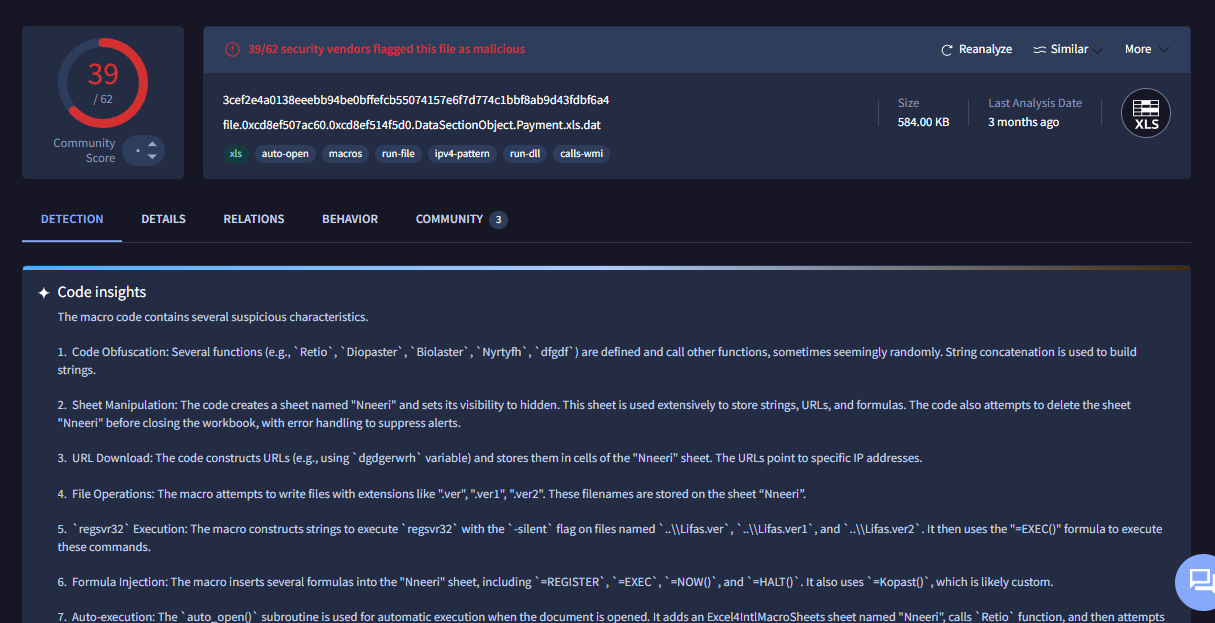 39
/ 62
Community
Score
39/62 security vendors flagged this file as malicious
Reanalyze
Similar
More
3cef2e4a0138eeebb94be0bffefcb55074157e6f7d774c1bbf8ab9d43fdbf6a4
file.0xcd8ef507ac60.0xcd8ef514f5d0.DataSectionObject.Payment.xls.dat
xls auto-open macros run-file ipv4-pattern run-dll calls-wmi
Size
584.00 KB
Last Analysis Date
3 months ago
XLS
DETECTION DETAILS RELATIONS BEHAVIOR COMMUNITY 3
Code insights
The macro code contains several suspicious characteristics.
1. Code Obfuscation: Several functions (e.g., `Retio`, `Diopaster`, `Biolaster`, `Nyrtyfh`, `dfgdf`) are defined and call other functions, sometimes seemingly randomly. String concatenation is used to build
strings.
2. Sheet Manipulation: The code creates a sheet named "Nneeri" and sets its visibility to hidden. This sheet is used extensively to store strings, URLs, and formulas. The code also attempts to delete the sheet
"Nneeri" before closing the workbook, with error handling to suppress alerts.
3. URL Download: The code constructs URLs (e.g., using `dgdgerwrh` variable) and stores them in cells of the "Nneeri" sheet. The URLs point to specific IP addresses.
4. File Operations: The macro attempts to write files with extensions like ".ver", ".ver1", ".ver2". These filenames are stored on the sheet “Nneeri”.
5. `regsvr32` Execution: The macro constructs strings to execute `regsvr32` with the `-silent` flag on files named `..\\Lifas.ver`, `..\\Lifas.ver1`, and `..\\Lifas.ver2`. It then uses the "=EXEC()" formula to execute
these commands.
6. Formula Injection: The macro inserts several formulas into the "Nneeri" sheet, including `=REGISTER`, `=EXEC`, `=NOW()`, and `=HALT()`. It also uses `=Kopast()`, which is likely custom.
7. Auto-execution: The `auto_open()` subroutine is used for automatic execution when the document is opened. It adds an Excel4IntlMacroSheets sheet named "Nneeri", calls `Retio` function, and then attempts